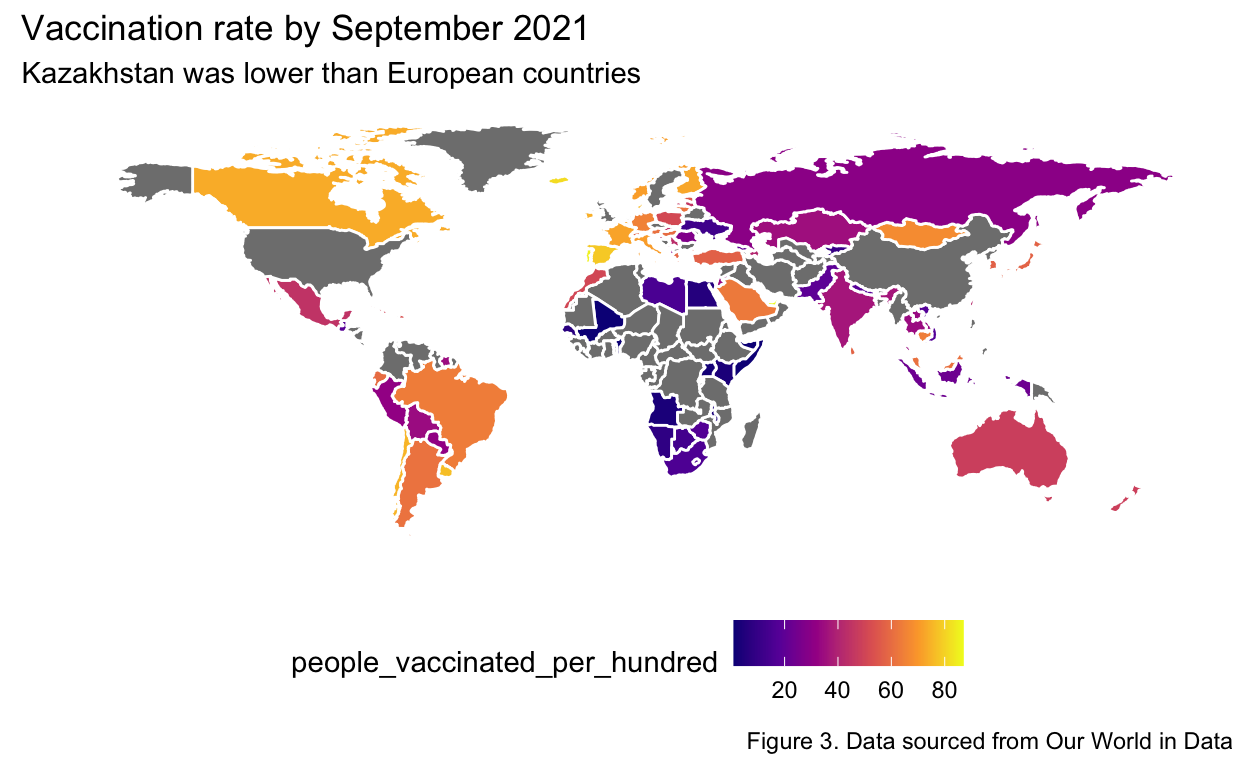 Vaccination rate by September 2021
Kazakhstan was lower than European countries
people_vaccinated_per_hundred
20 40 60 80
Figure 3. Data sourced from Our World in Data